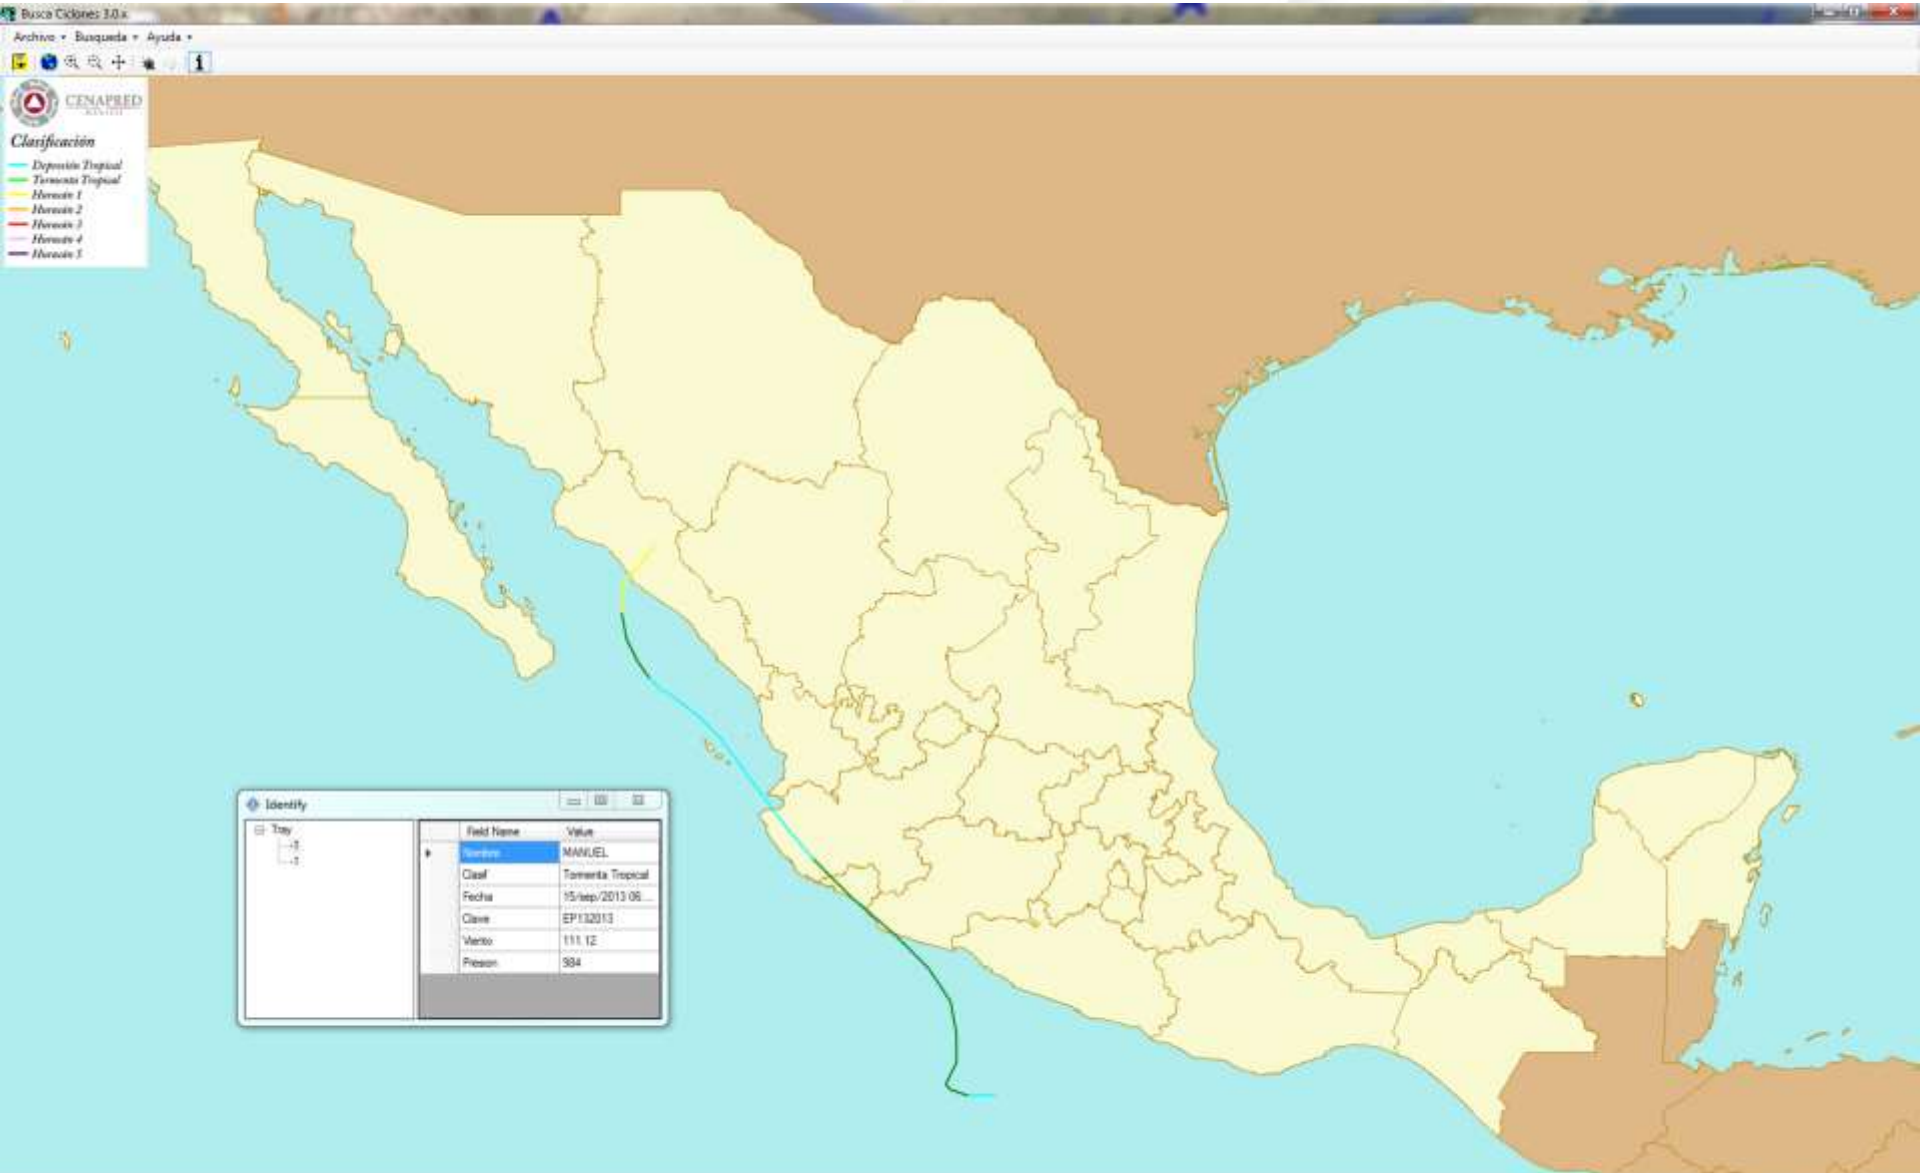 Busca Ciclones 3.0.x
Archivo Busqueda Ayuda
CENAPRED
MÉXICO
Clasificación
Depresión Tropical
Tormenta Tropical
Huracán 1
Huracán 2
Huracán 3
Huracán 4
Huracán 5
Identify
Tray
Field Name Value
Nombre MANUEL
Clasif Tormenta Tropical
Fecha 15/sep/2013 06...
Clave EP132013
Viento 111.12
Presion 984